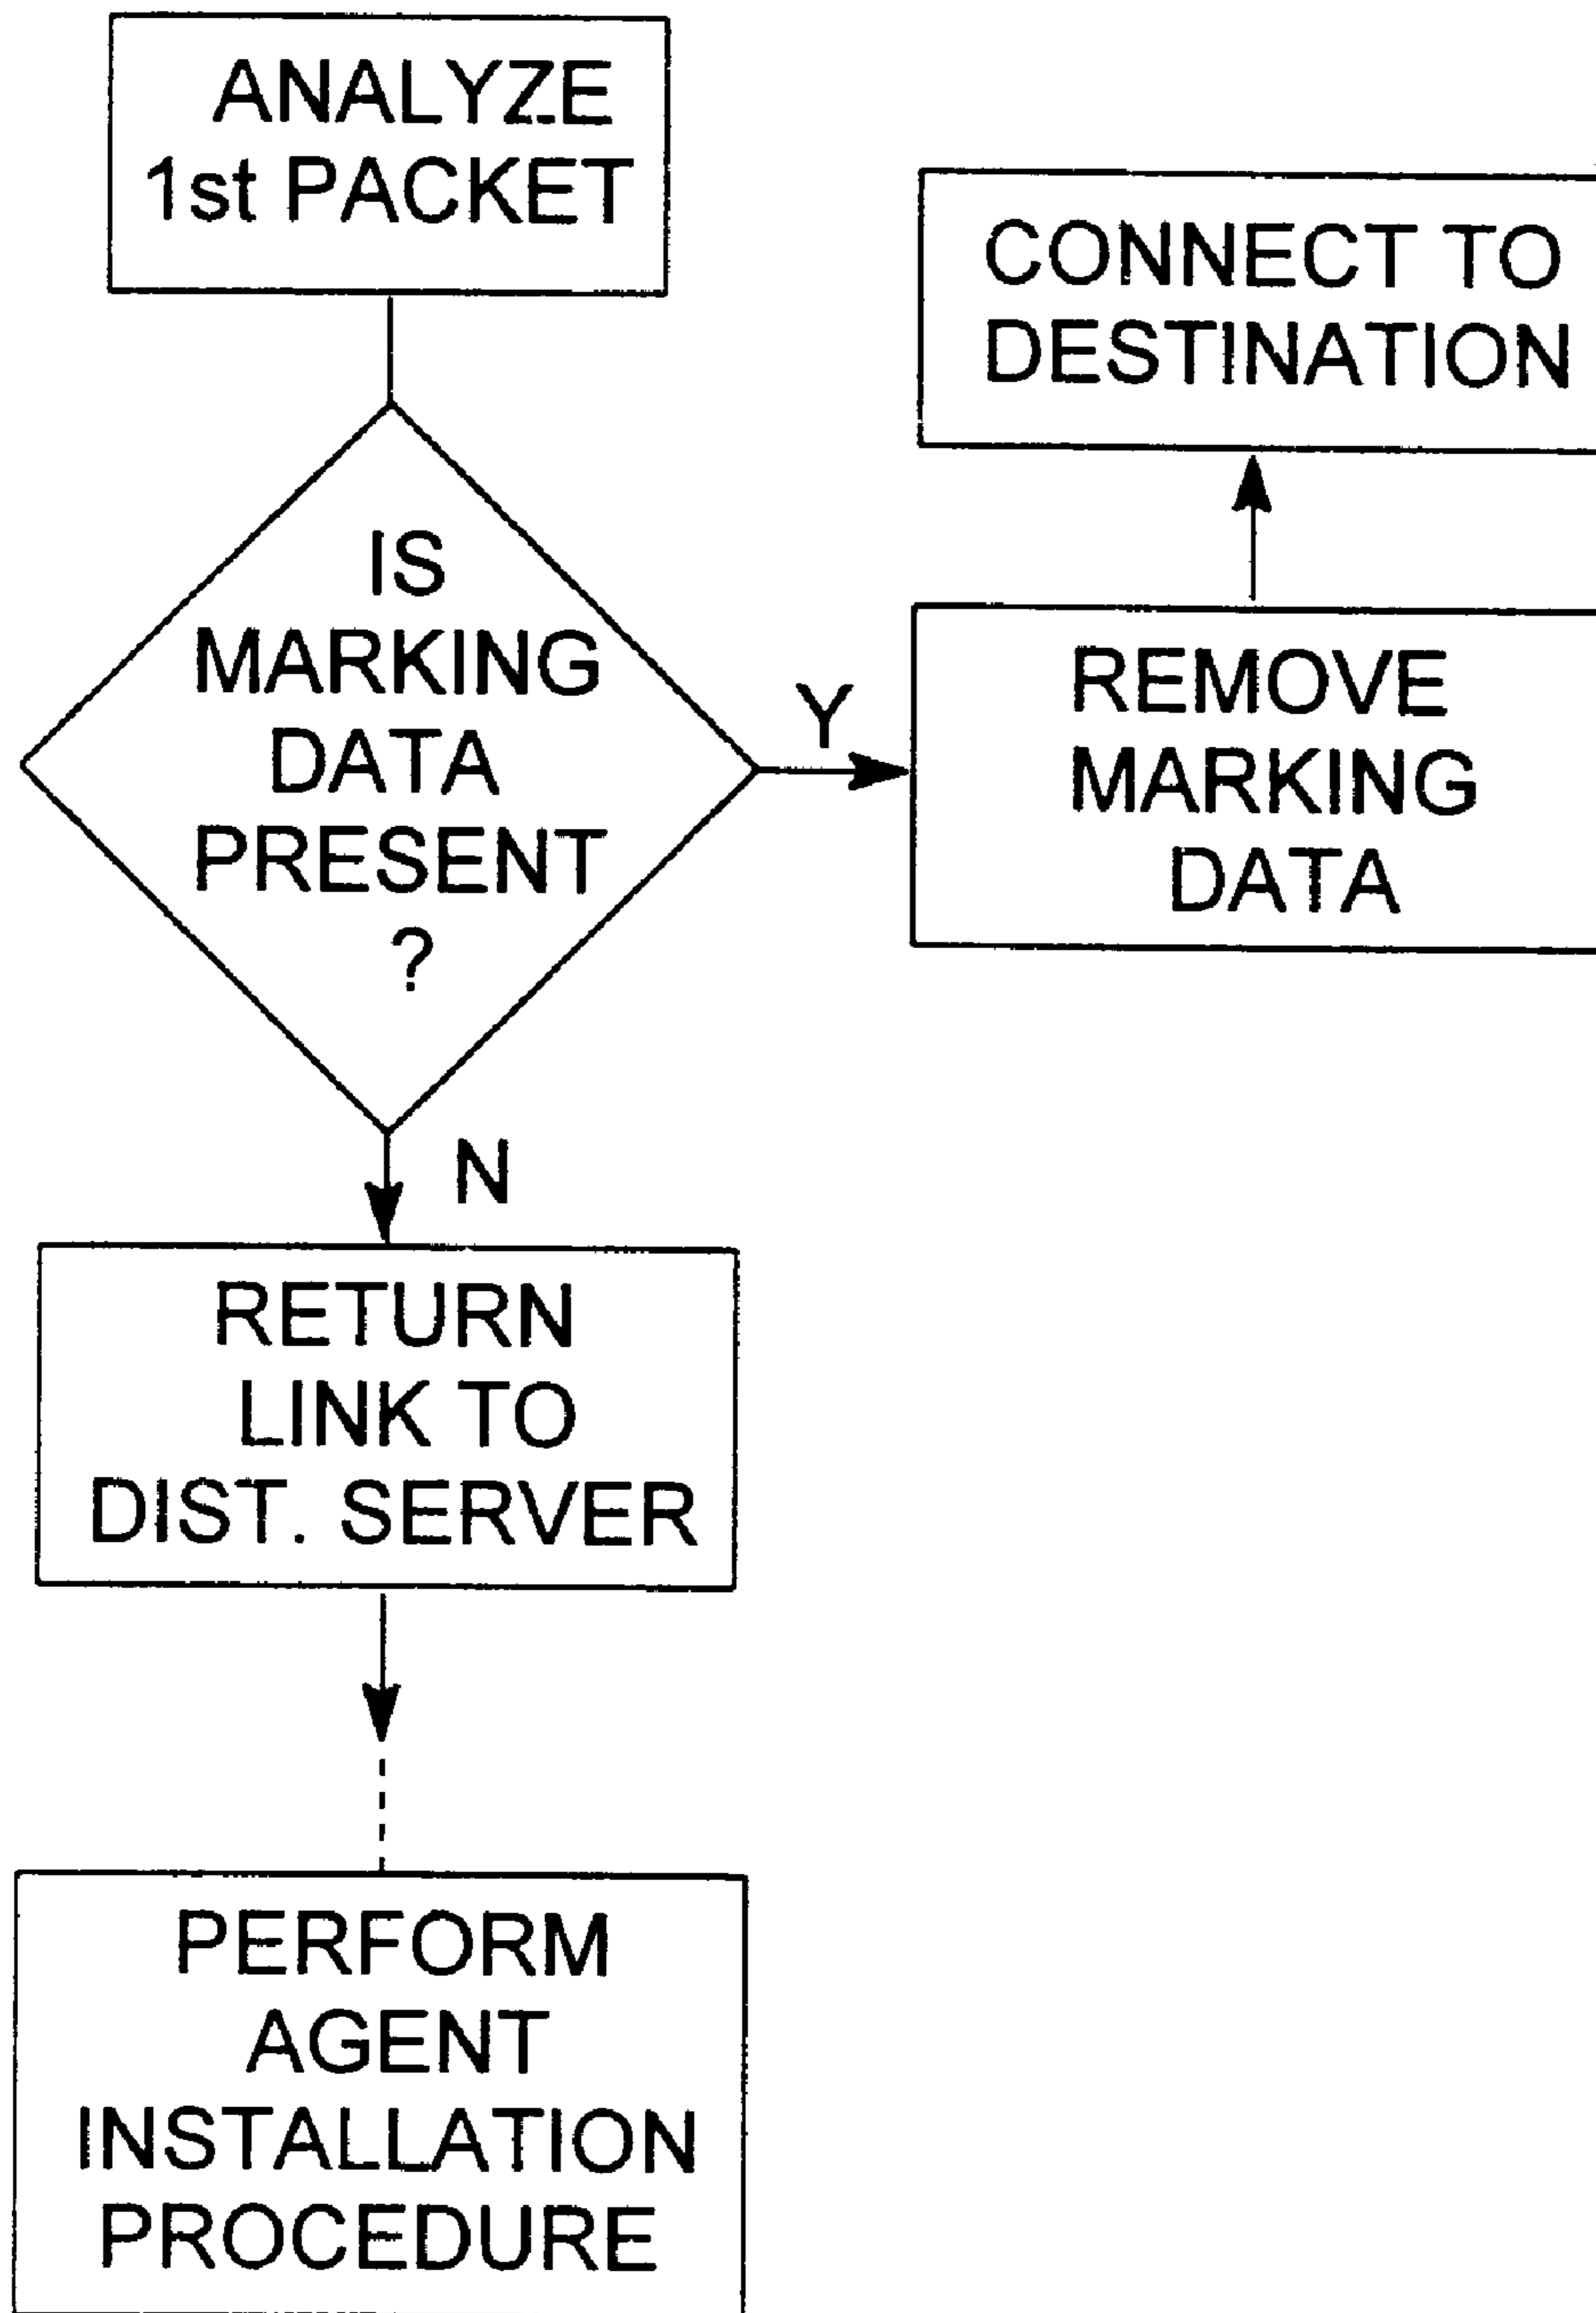 ANALYZE
1st PACKET
IS
MARKING
DATA
PRESENT
?
Y
REMOVE
MARKING
DATA
CONNECT TO
DESTINATION
N
RETURN
LINK TO
DIST. SERVER
PERFORM
AGENT
INSTALLATION
PROCEDURE